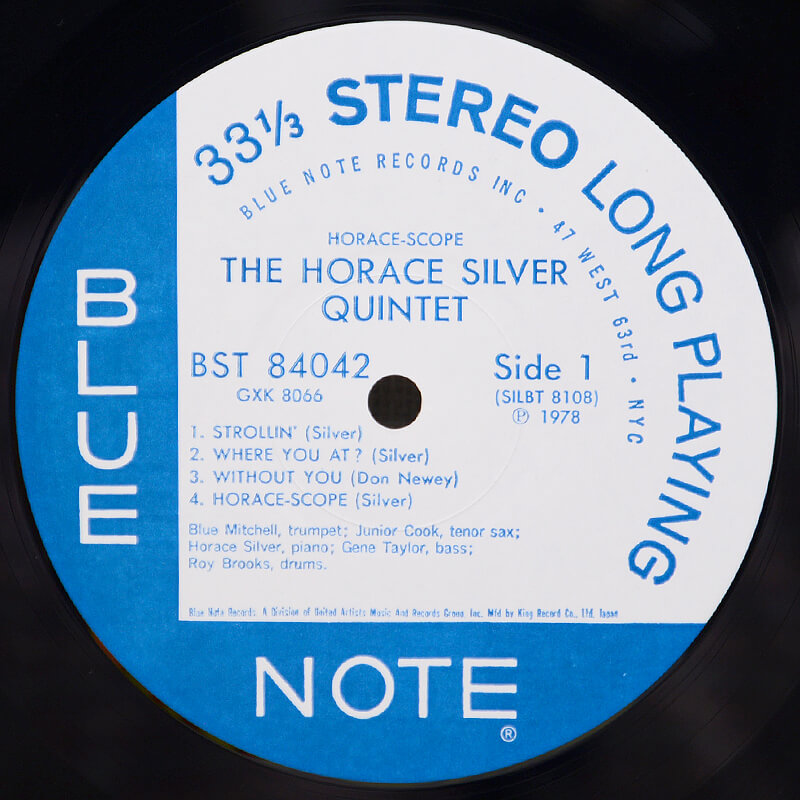 33⅓ STEREO LONG PLAYING
BLUE NOTE RECORDS INC • 47 WEST 63rd • NYC
HORACE-SCOPE
THE HORACE SILVER
QUINTET
BST 84042
GXK 8066
Side 1
(SILBT 8108)
Ⓟ 1978
1. STROLLIN' (Silver)
2. WHERE YOU AT? (Silver)
3. WITHOUT YOU (Don Newey)
4. HORACE-SCOPE (Silver)
Blue Mitchell, trumpet; Junior Cook, tenor sax;
Horace Silver, piano; Gene Taylor, bass;
Roy Brooks, drums.
Blue Note Records. A Division of United Artists Music And Records Group. Inc. Mfd by King Record Co., Ltd. Japan
BLUE
NOTE
®